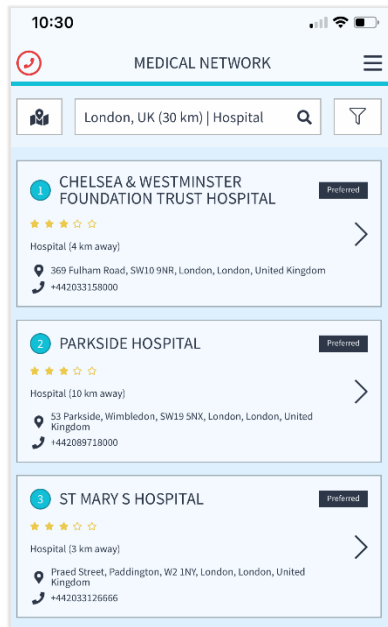 10:30
MEDICAL NETWORK
London, UK (30 km) | Hospital
1
CHELSEA & WESTMINSTER
FOUNDATION TRUST HOSPITAL
Preferred
Hospital (4 km away)
369 Fulham Road, SW10 9NR, London, London, United Kingdom
+442033158000
2
PARKSIDE HOSPITAL
Preferred
Hospital (10 km away)
53 Parkside, Wimbledon, SW19 5NX, London, London, United
Kingdom
+442089718000
3
ST MARY S HOSPITAL
Preferred
Hospital (3 km away)
Praed Street, Paddington, W2 1NY, London, London, United
Kingdom
+442033126666